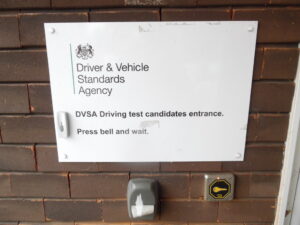 Driver & Vehicle
Standards
Agency
DVSA Driving test candidates entrance.
Press bell and wait.